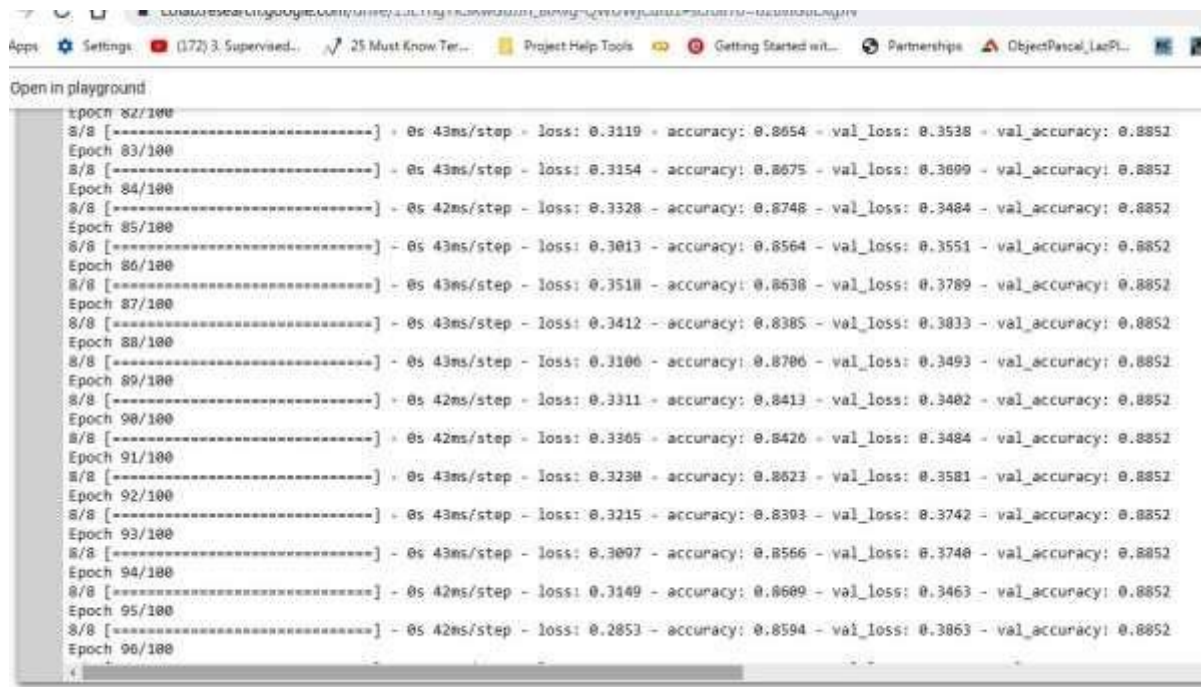 Apps Settings (172) 3. Supervised... 25 Must Know Ter... Project Help Tools Getting Started wit... Partnerships ObjectPascal_LazPi...
Open in playground
Epoch 82/100
8/8 [==============================] - 0s 43ms/step - loss: 0.3119 - accuracy: 0.8654 - val_loss: 0.3538 - val_accuracy: 0.8852
Epoch 83/100
8/8 [==============================] - 0s 43ms/step - loss: 0.3154 - accuracy: 0.8675 - val_loss: 0.3699 - val_accuracy: 0.8852
Epoch 84/100
8/8 [==============================] - 0s 42ms/step - loss: 0.3328 - accuracy: 0.8748 - val_loss: 0.3484 - val_accuracy: 0.8852
Epoch 85/100
8/8 [==============================] - 0s 43ms/step - loss: 0.3013 - accuracy: 0.8564 - val_loss: 0.3551 - val_accuracy: 0.8852
Epoch 86/100
8/8 [==============================] - 0s 43ms/step - loss: 0.3518 - accuracy: 0.8638 - val_loss: 0.3789 - val_accuracy: 0.8852
Epoch 87/100
8/8 [==============================] - 0s 43ms/step - loss: 0.3412 - accuracy: 0.8385 - val_loss: 0.3833 - val_accuracy: 0.8852
Epoch 88/100
8/8 [==============================] - 0s 43ms/step - loss: 0.3106 - accuracy: 0.8706 - val_loss: 0.3493 - val_accuracy: 0.8852
Epoch 89/100
8/8 [==============================] - 0s 42ms/step - loss: 0.3311 - accuracy: 0.8413 - val_loss: 0.3402 - val_accuracy: 0.8852
Epoch 90/100
8/8 [==============================] - 0s 42ms/step - loss: 0.3365 - accuracy: 0.8426 - val_loss: 0.3484 - val_accuracy: 0.8852
Epoch 91/100
8/8 [==============================] - 0s 43ms/step - loss: 0.3230 - accuracy: 0.8623 - val_loss: 0.3581 - val_accuracy: 0.8852
Epoch 92/100
8/8 [==============================] - 0s 43ms/step - loss: 0.3215 - accuracy: 0.8393 - val_loss: 0.3742 - val_accuracy: 0.8852
Epoch 93/100
8/8 [==============================] - 0s 43ms/step - loss: 0.3097 - accuracy: 0.8566 - val_loss: 0.3740 - val_accuracy: 0.8852
Epoch 94/100
8/8 [==============================] - 0s 42ms/step - loss: 0.3149 - accuracy: 0.8609 - val_loss: 0.3463 - val_accuracy: 0.8852
Epoch 95/100
8/8 [==============================] - 0s 42ms/step - loss: 0.2853 - accuracy: 0.8594 - val_loss: 0.3863 - val_accuracy: 0.8852
Epoch 96/100